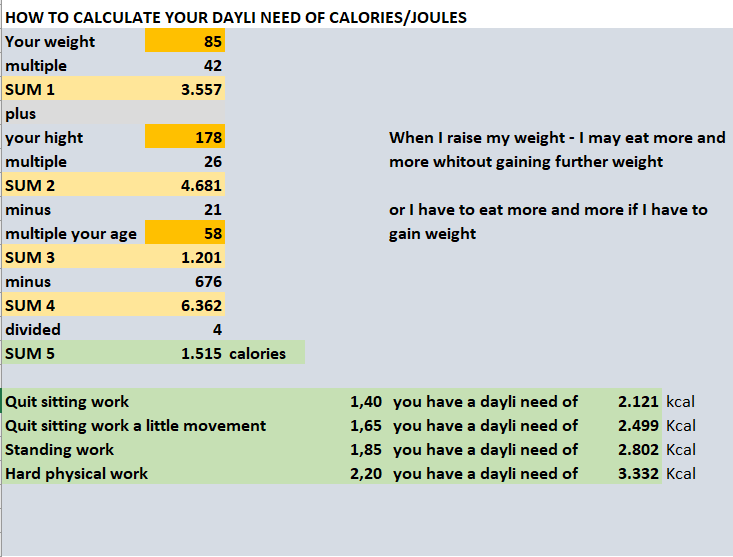 HOW TO CALCULATE YOUR DAYLI NEED OF CALORIES/JOULES
Your weight 85
multiple 42
SUM 1 3.557
plus
your hight 178
multiple 26
SUM 2 4.681
minus 21
multiple your age 58
SUM 3 1.201
minus 676
SUM 4 6.362
divided 4
SUM 5 1.515 calories
When I raise my weight - I may eat more and
more whitout gaining further weight
or I have to eat more and more if I have to
gain weight
Quit sitting work 1,40 you have a dayli need of 2.121 kcal
Quit sitting work a little movement 1,65 you have a dayli need of 2.499 Kcal
Standing work 1,85 you have a dayli need of 2.802 Kcal
Hard physical work 2,20 you have a dayli need of 3.332 Kcal